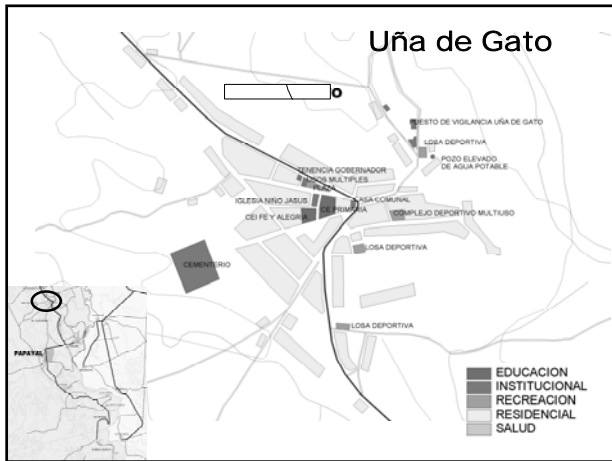 Uña de Gato
PUESTO DE VIGILANCIA UÑA DE GATO
LOSA DEPORTIVA
POZO ELEVADO
DE AGUA POTABLE
TENENCIA GOBERNADOR
USOS MULTIPLES
PLAZA
IGLESIA NIÑO JASUS
CASA COMUNAL
CE PRIMARIA
CEI FE Y ALEGRIA
COMPLEJO DEPORTIVO MULTIUSO
LOSA DEPORTIVA
CEMENTERIO
LOSA DEPORTIVA
PAPAYAL
EDUCACION
INSTITUCIONAL
RECREACION
RESIDENCIAL
SALUD